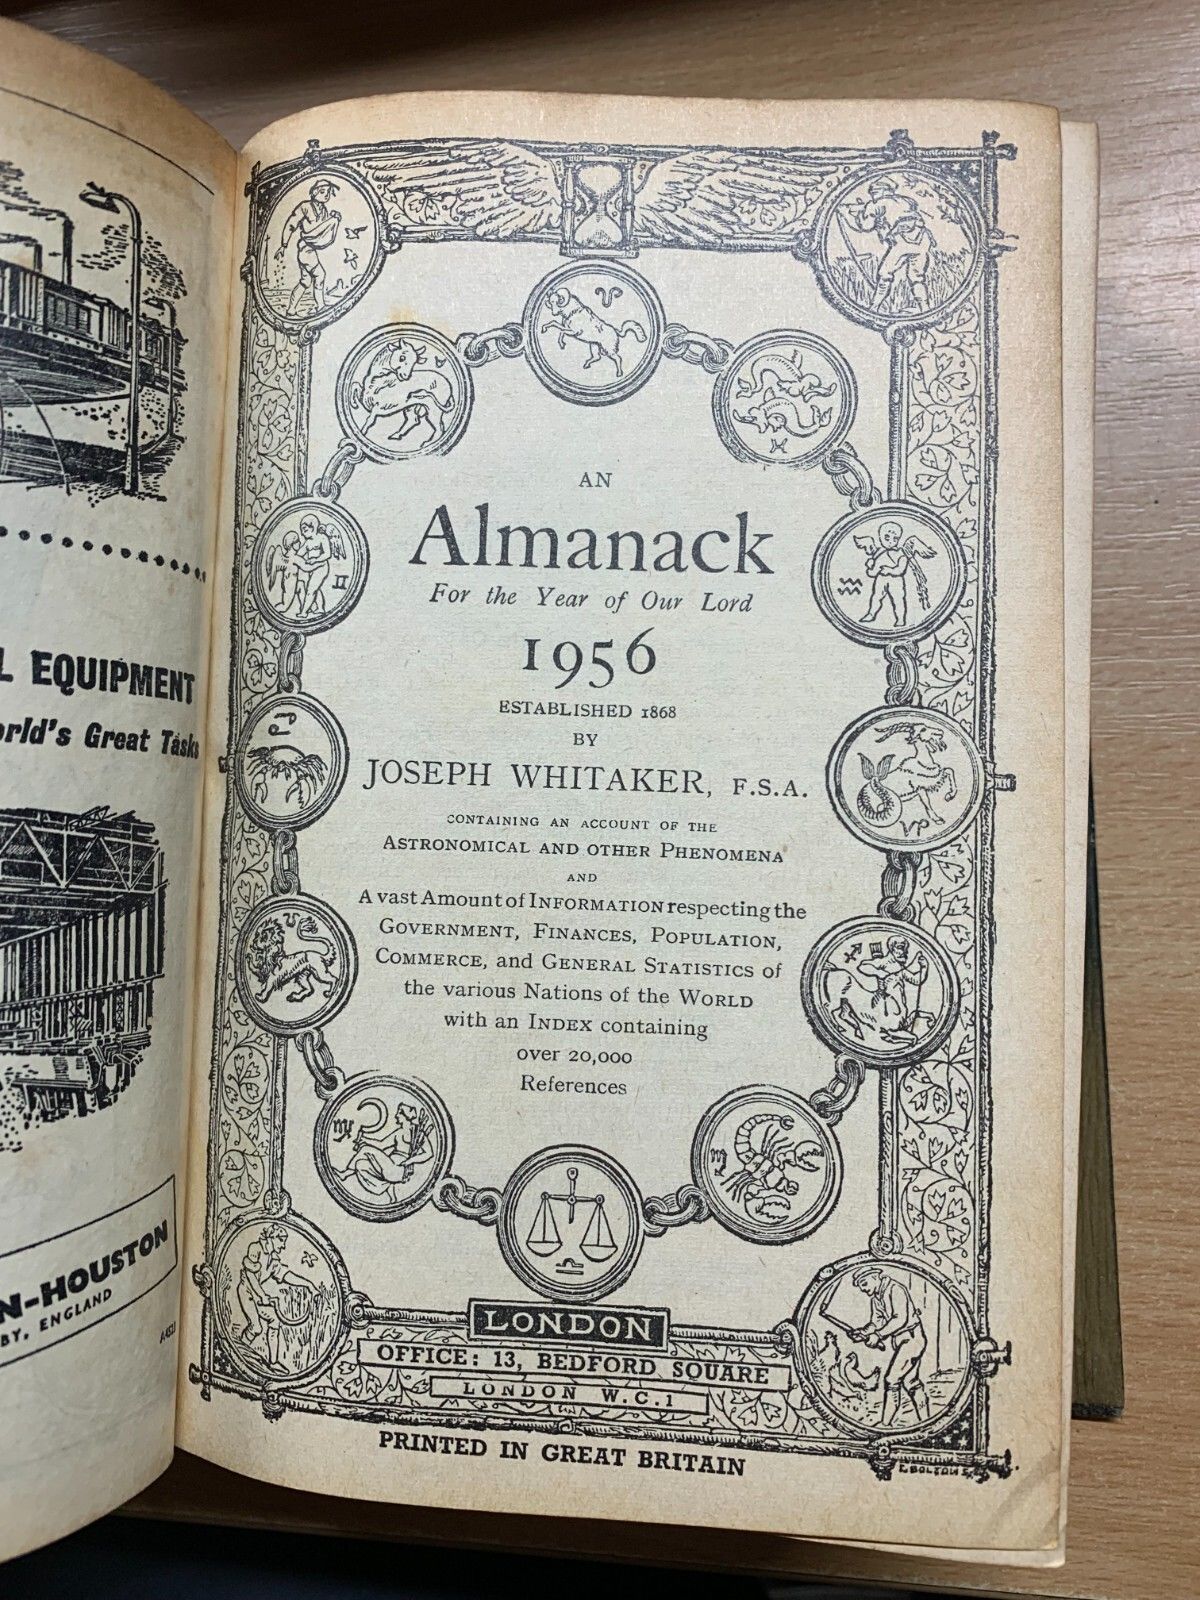 L EQUIPMENT
orld's Great Tasks
N-HOUSTON
BY, ENGLAND
AN
Almanack
For the Year of Our Lord
1956
ESTABLISHED 1868
BY
JOSEPH WHITAKER, F.S.A.
CONTAINING AN ACCOUNT OF THE
ASTRONOMICAL AND OTHER PHENOMENA
AND
A vast Amount of INFORMATION respecting the
GOVERNMENT, FINANCES, POPULATION,
COMMERCE, and GENERAL STATISTICS of
the various Nations of the WORLD
with an INDEX containing
over 20,000
References
LONDON
OFFICE: 13, BEDFORD SQUARE
LONDON W.C.1
PRINTED IN GREAT BRITAIN